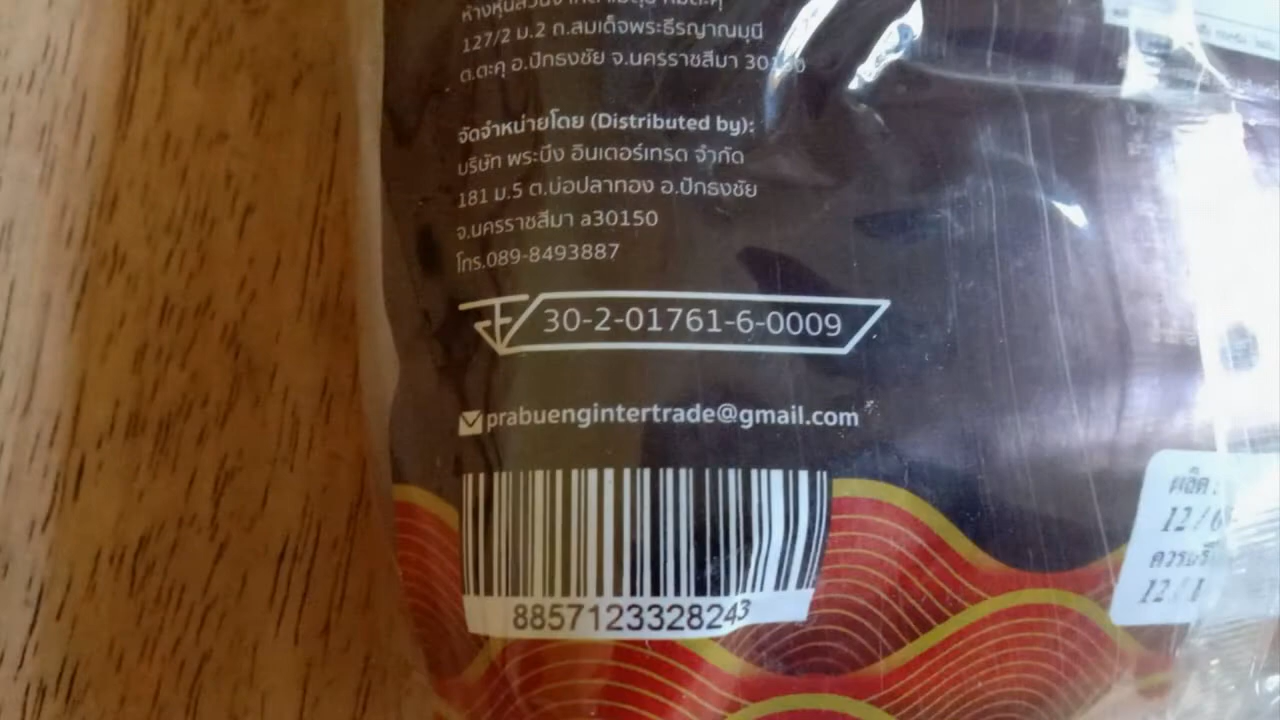 127/2 ม.2 ถ.สมเด็จพระธีรญาณมุนี
ต.ตะคุ อ.ปักธงชัย จ.นครราชสีมา
จัดจำหน่ายโดย (Distributed by):
บริษัท พระบึง อินเตอร์เทรด จำกัด
181 ม.5 ต.บ่อปลาทอง อ.ปักธงชัย
จ.นครราชสีมา a30150
โทร.089-8493887
30-2-01761-6-0009
prabuengintertrade@gmail.com
8857123328243
ผลิต :